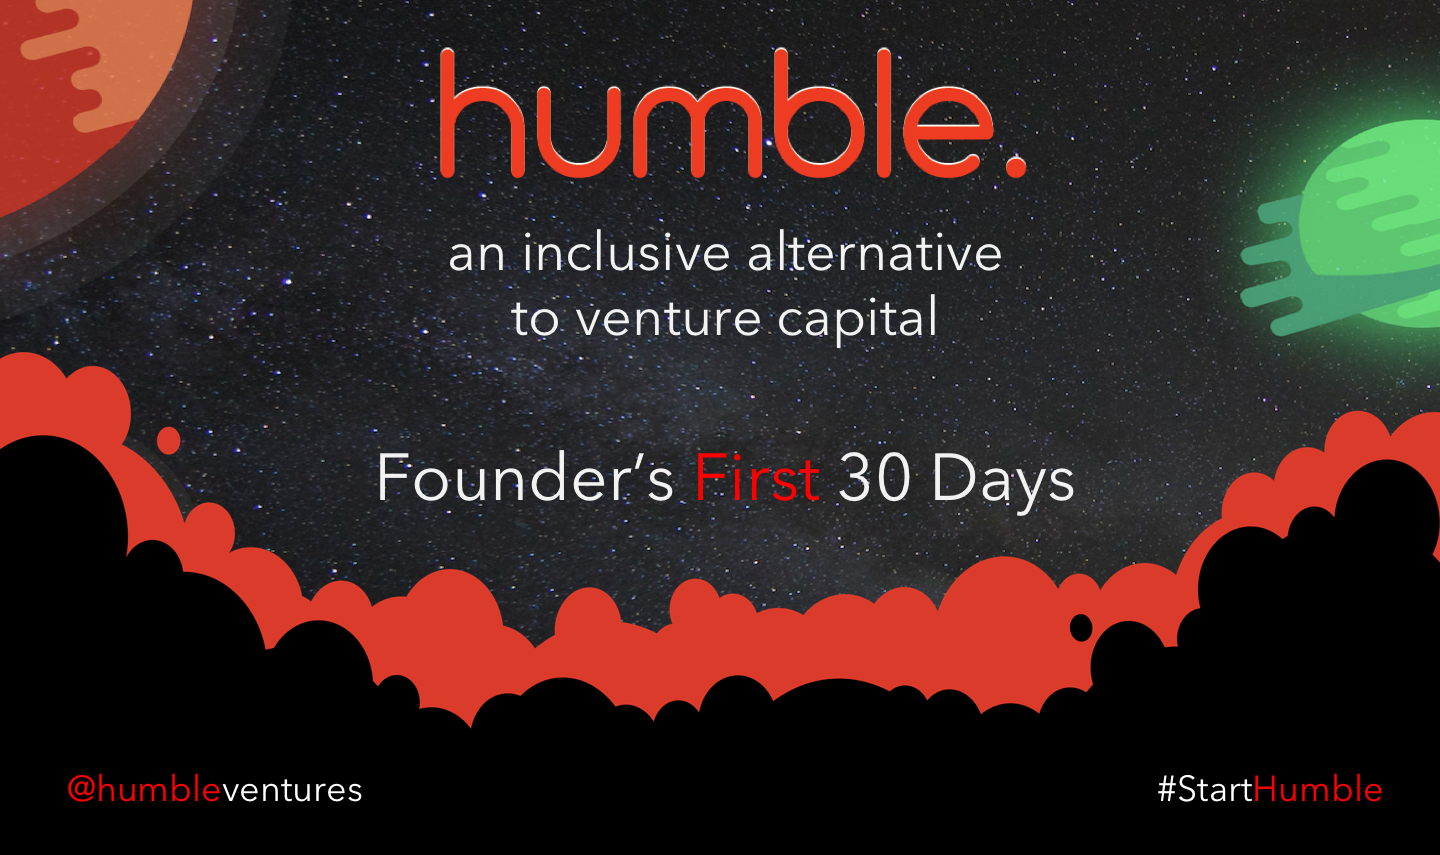 humble.
an inclusive alternative
to venture capital
Founder’s First 30 Days
@humbleventures
#StartHumble